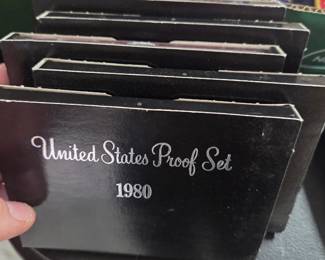 United States Proof Set
1980